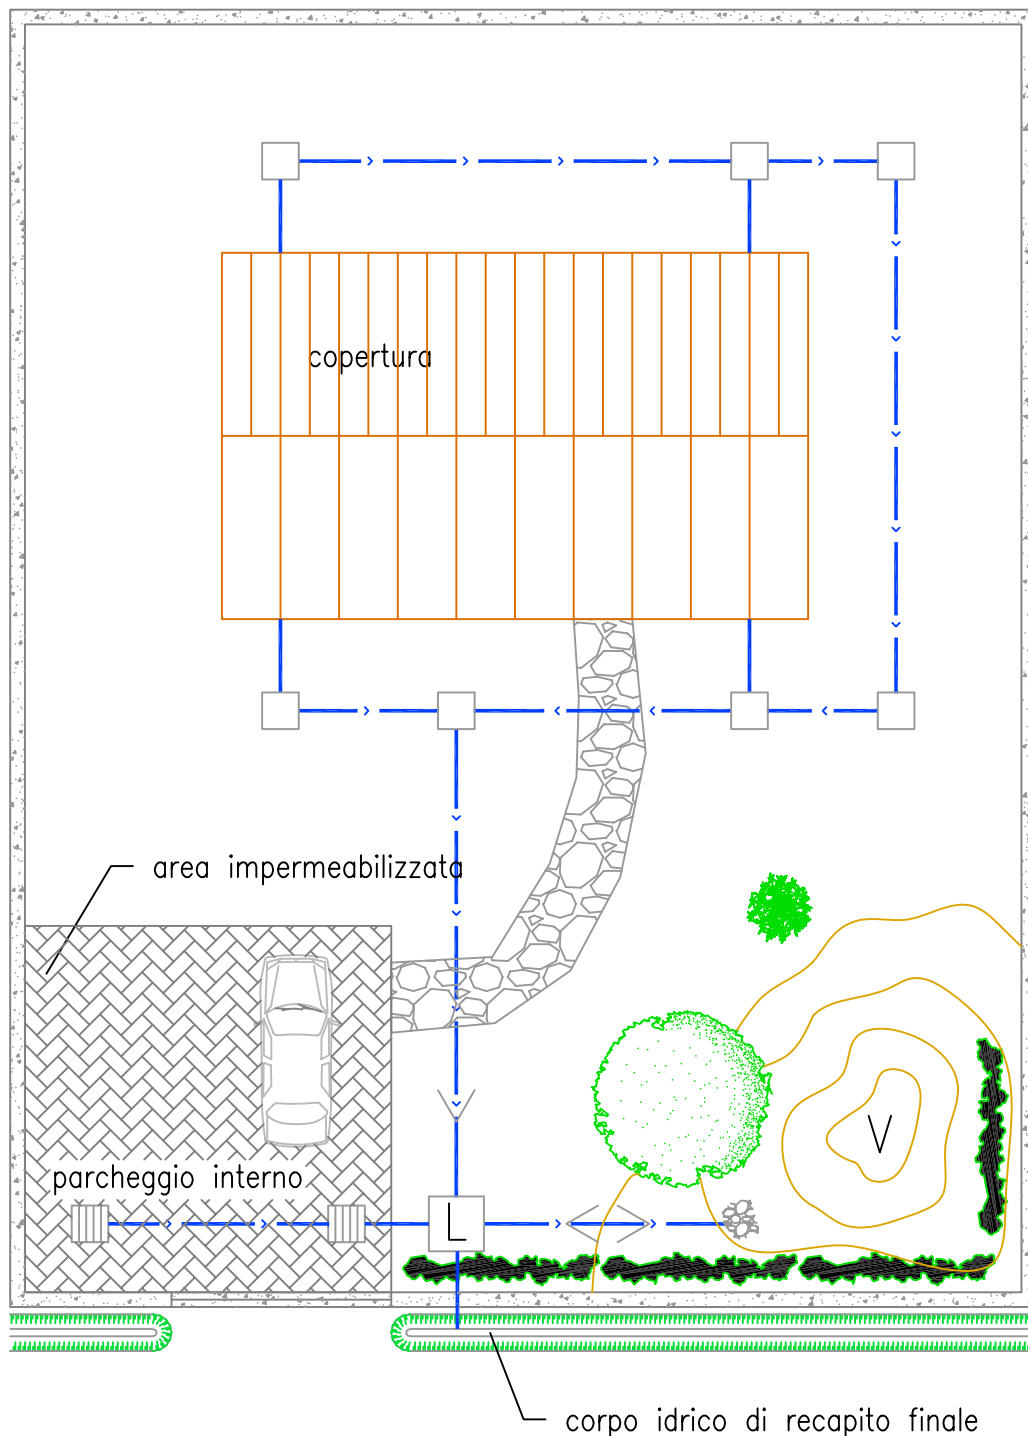 copertura
area impermeabilizzata
V
parcheggio interno
L
corpo idrico di recapito finale